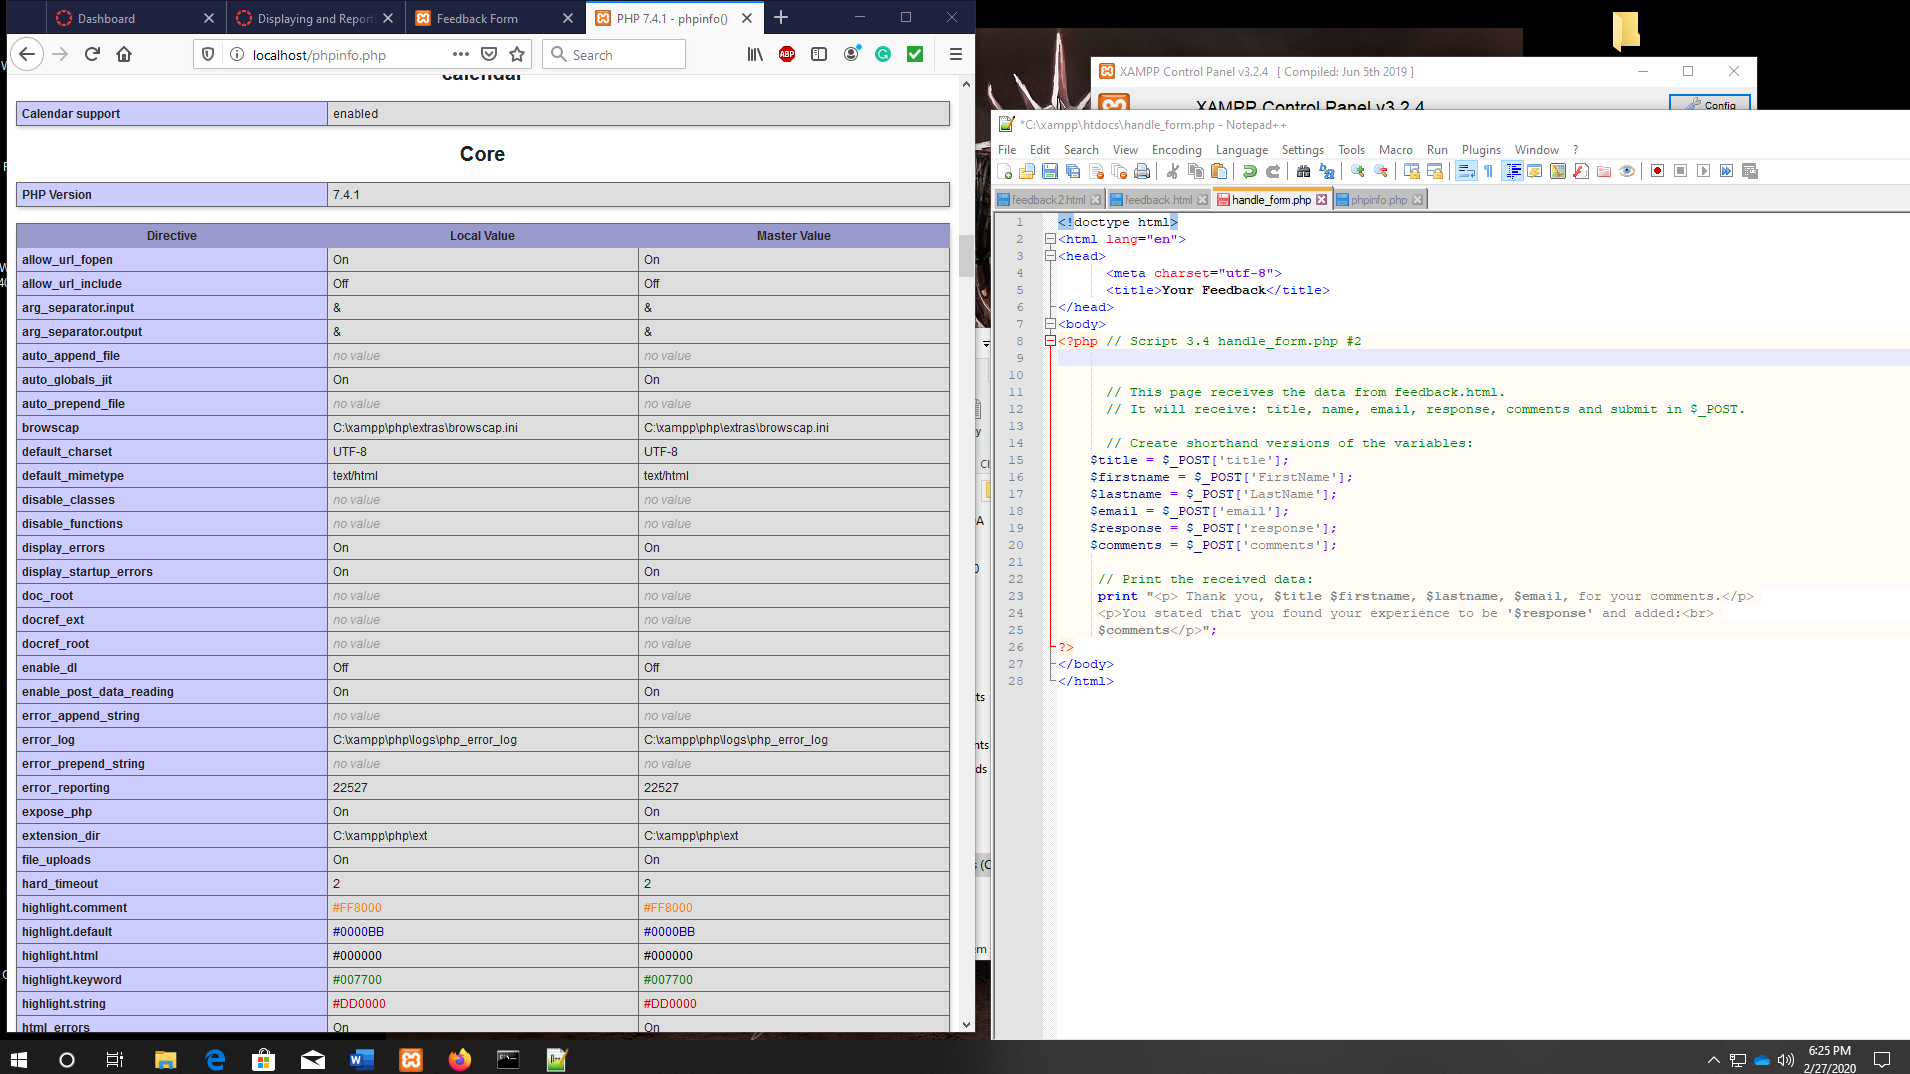 Dashboard
Displaying and Report
Feedback Form
PHP 7.4.1 - phpinfo()
localhost/phpinfo.php
Search
ABP
Calendar
Calendar support enabled
Core
PHP Version 7.4.1
Directive Local Value Master Value
allow_url_fopen On On
allow_url_include Off Off
arg_separator.input & &
arg_separator.output & &
auto_append_file no value no value
auto_globals_jit On On
auto_prepend_file no value no value
browscap C:\xampp\php\extras\browscap.ini C:\xampp\php\extras\browscap.ini
default_charset UTF-8 UTF-8
default_mimetype text/html text/html
disable_classes no value no value
disable_functions no value no value
display_errors On On
display_startup_errors On On
doc_root no value no value
docref_ext no value no value
docref_root no value no value
enable_dl Off Off
enable_post_data_reading On On
error_append_string no value no value
error_log C:\xampp\php\logs\php_error_log C:\xampp\php\logs\php_error_log
error_prepend_string no value no value
error_reporting 22527 22527
expose_php On On
extension_dir C:\xampp\php\ext C:\xampp\php\ext
file_uploads On On
hard_timeout 2 2
highlight.comment #FF8000 #FF8000
highlight.default #0000BB #0000BB
highlight.html #000000 #000000
highlight.keyword #007700 #007700
highlight.string #DD0000 #DD0000
html_errors On On
XAMPP Control Panel v3.2.4 [ Compiled: Jun 5th 2019 ]
XAMPP Control Panel v3.2.4
Config
*C:\xampp\htdocs\handle_form.php - Notepad++
File Edit Search View Encoding Language Settings Tools Macro Run Plugins Window ?
feedback2.html feedback.html handle_form.php phpinfo.php
1 <!doctype html>
2 <html lang="en">
3 <head>
4 <meta charset="utf-8">
5 <title>Your Feedback</title>
6 </head>
7 <body>
8 <?php // Script 3.4 handle_form.php #2
9
10
11 // This page receives the data from feedback.html.
12 // It will receive: title, name, email, response, comments and submit in $_POST.
13
14 // Create shorthand versions of the variables:
15 $title = $_POST['title'];
16 $firstname = $_POST['FirstName'];
17 $lastname = $_POST['LastName'];
18 $email = $_POST['email'];
19 $response = $_POST['response'];
20 $comments = $_POST['comments'];
21
22 // Print the received data:
23 print "<p> Thank you, $title $firstname, $lastname, $email, for your comments.</p>
24 <p>You stated that you found your experience to be '$response' and added:<br>
25 $comments</p>";
26 ?>
27 </body>
28 </html>
6:25 PM
2/27/2020